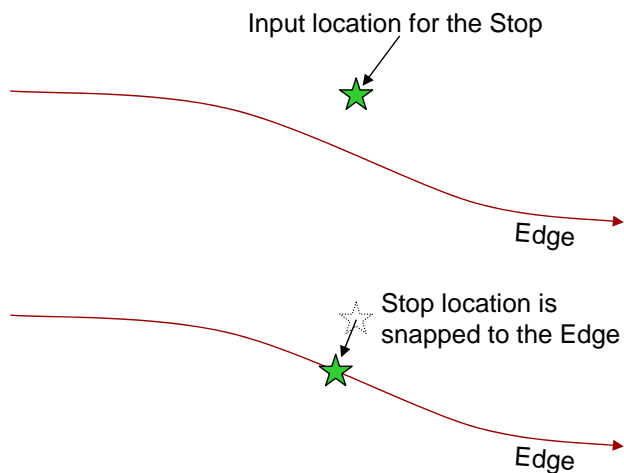 Input location for the Stop
Edge
Stop location is
snapped to the Edge
Edge